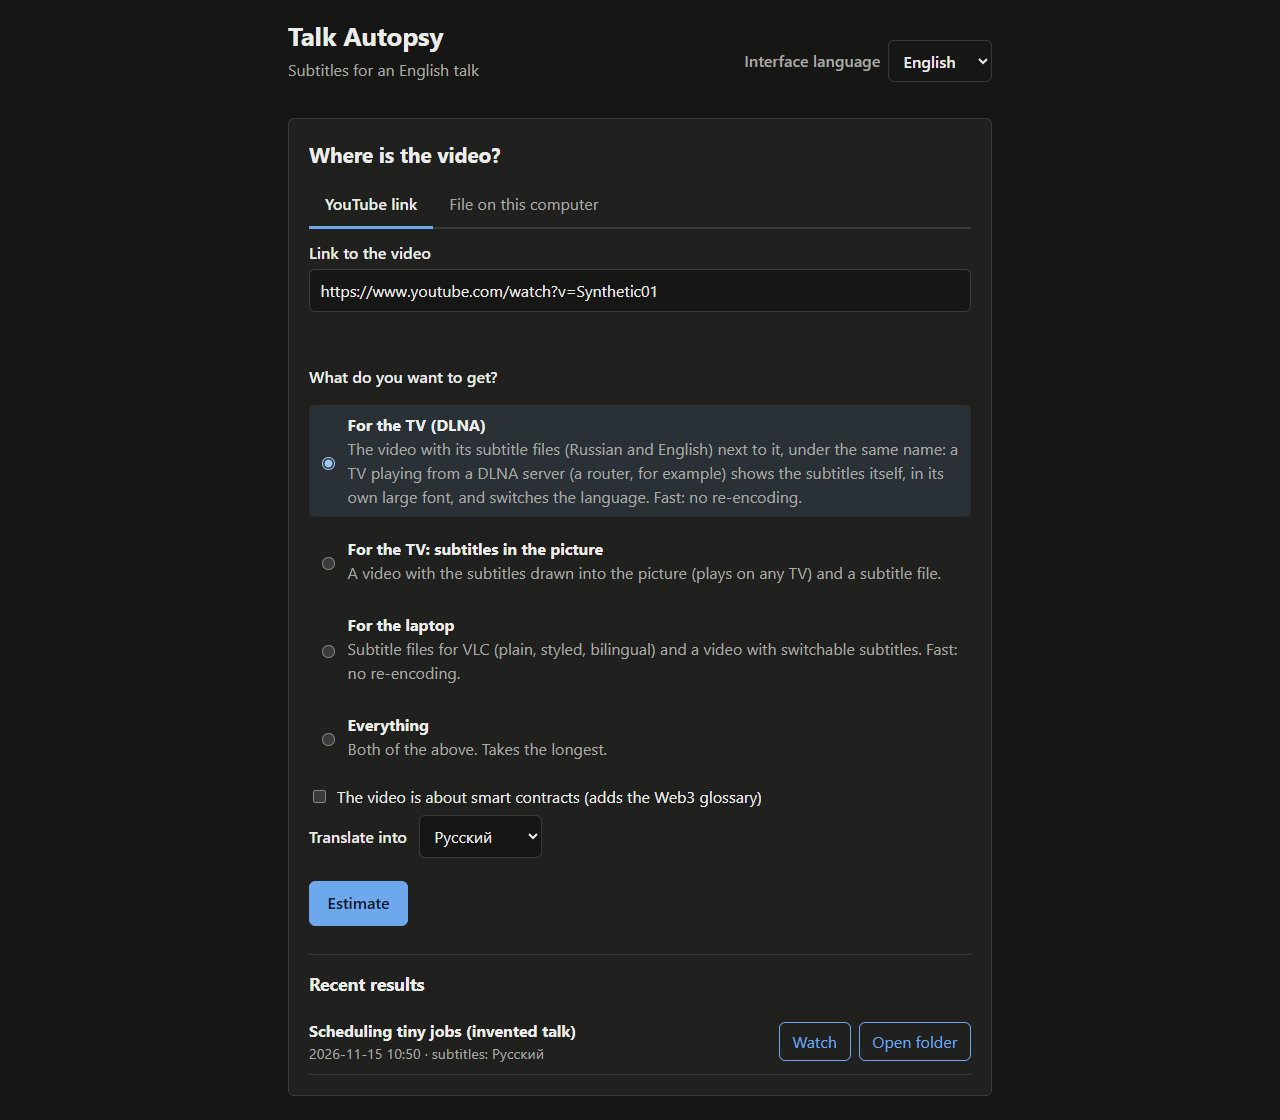 Talk Autopsy
Subtitles for an English talk
Interface language
English
Where is the video?
YouTube link
File on this computer
Link to the video
https://www.youtube.com/watch?v=Synthetic01
What do you want to get?
For the TV (DLNA)
The video with its subtitle files (Russian and English) next to it, under the same name: a
TV playing from a DLNA server (a router, for example) shows the subtitles itself, in its
own large font, and switches the language. Fast: no re-encoding.
For the TV: subtitles in the picture
A video with the subtitles drawn into the picture (plays on any TV) and a subtitle file.
For the laptop
Subtitle files for VLC (plain, styled, bilingual) and a video with switchable subtitles. Fast:
no re-encoding.
Everything
Both of the above. Takes the longest.
The video is about smart contracts (adds the Web3 glossary)
Translate into
Русский
Estimate
Recent results
Scheduling tiny jobs (invented talk)
2026-11-15 10:50 · subtitles: Русский
Watch
Open folder